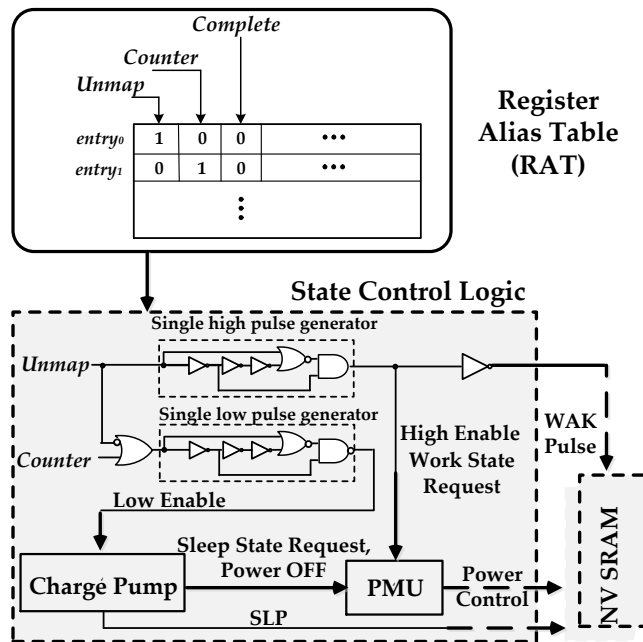 Complete
Counter
Unmap
Register
Alias Table
(RAT)
entry₀ 1 0 0 •••
entry₁ 0 1 0 •••
State Control Logic
Single high pulse generator
Unmap
Single low pulse generator
Counter
Low Enable
High Enable
Work State
Request
WAK
Pulse
Sleep State Request,
Power OFF
Charge Pump
PMU
Power
Control
SLP
NV SRAM